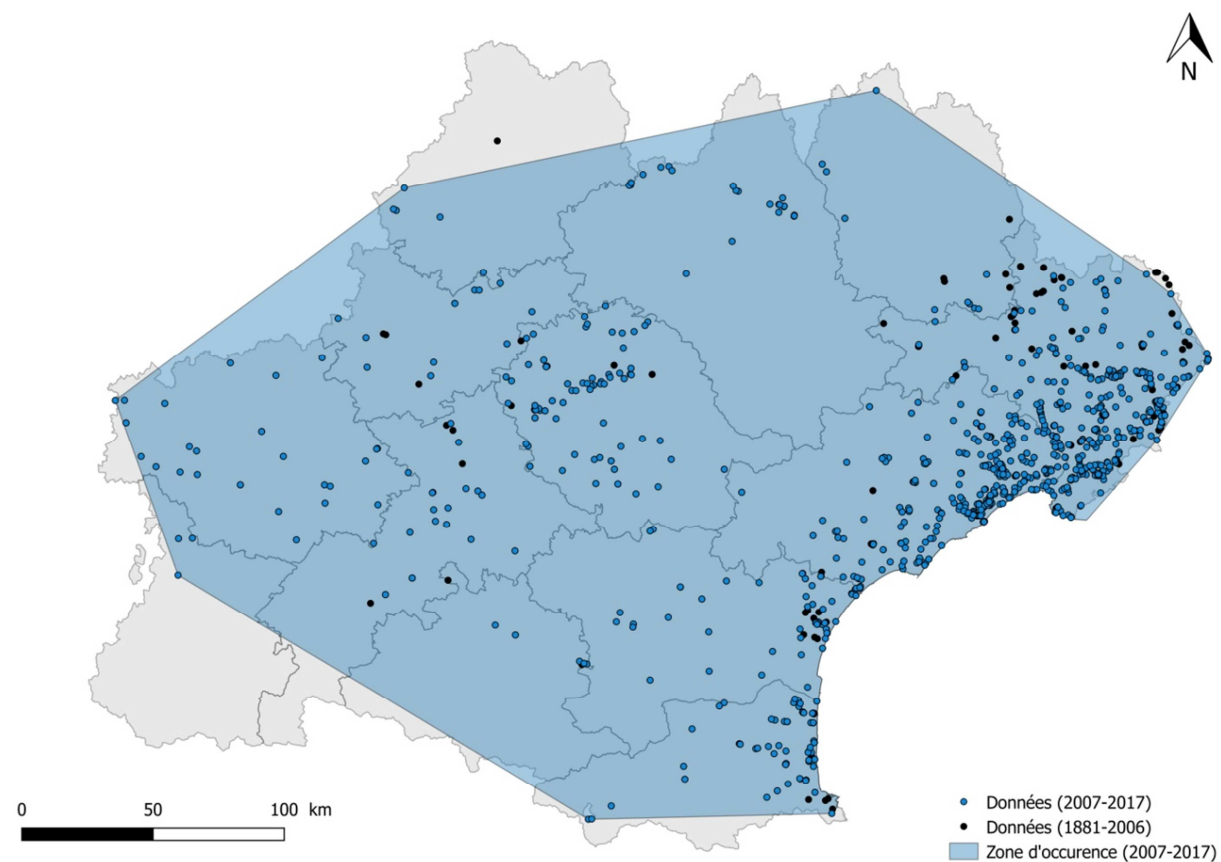 N
0 50 100 km
Données (2007-2017)
Données (1881-2006)
Zone d'occurence (2007-2017)